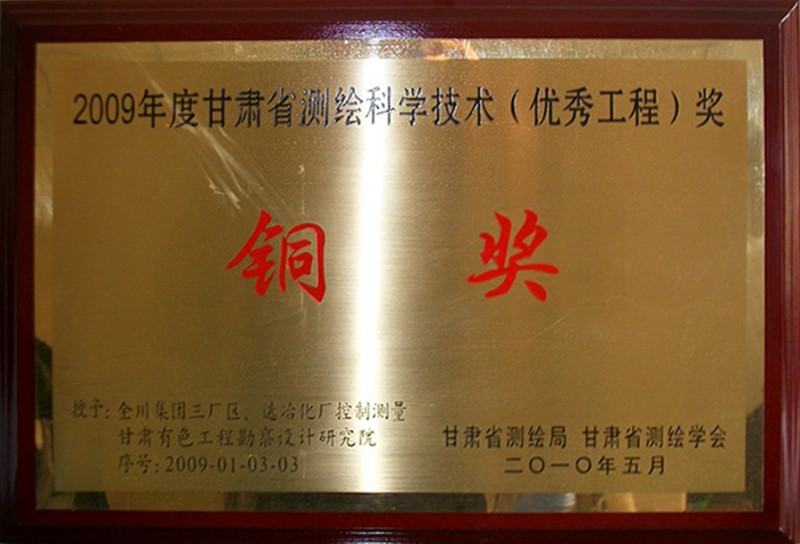 2009年度甘肃省测绘科学技术（优秀工程）奖
铜 奖
授予：金川集团三厂区、选冶化厂控制测量
甘肃有色工程勘察设计研究院
序号：2009-01-03-03
甘肃省测绘局 甘肃省测绘学会
二〇一〇年五月